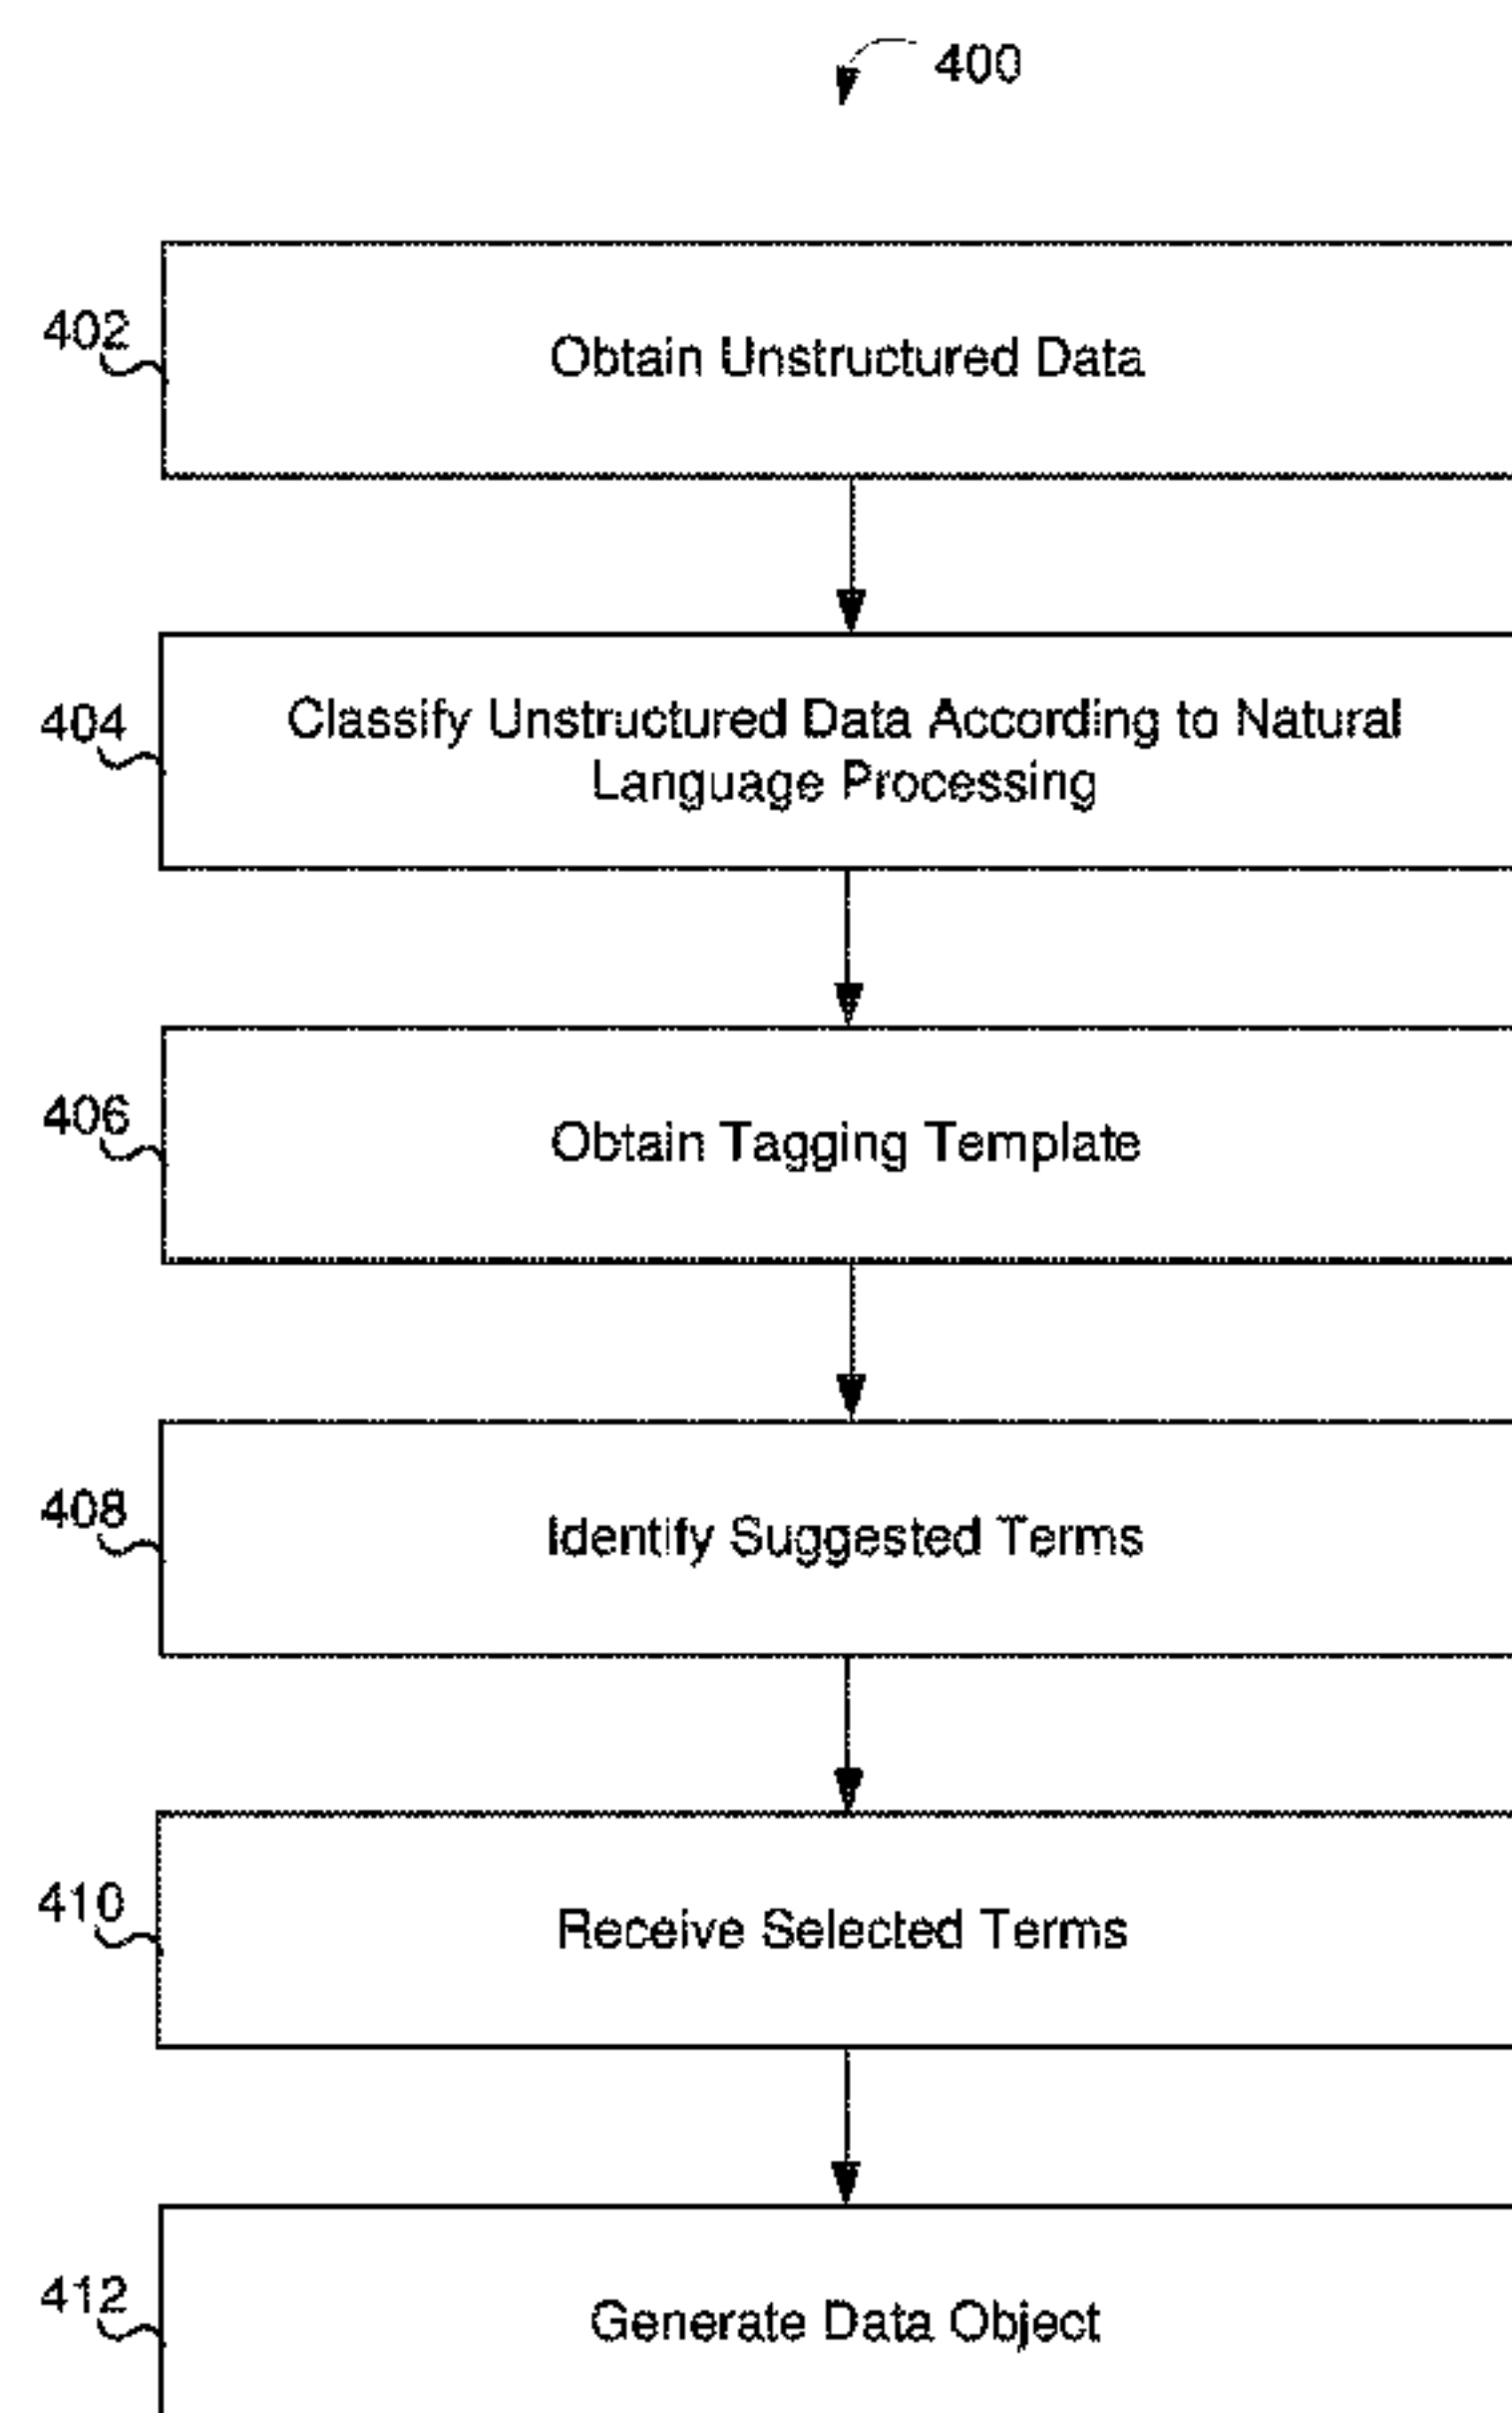 400
402
Obtain Unstructured Data
404
Classify Unstructured Data According to Natural
Language Processing
406
Obtain Tagging Template
408
Identify Suggested Terms
410
Receive Selected Terms
412
Generate Data Object